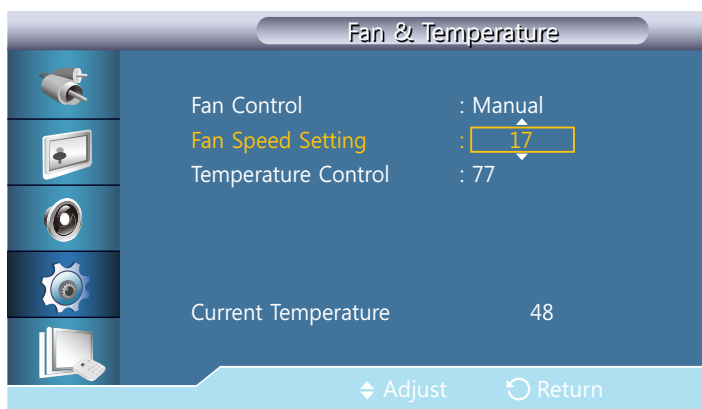 Fan & Temperature
Fan Control : Manual
Fan Speed Setting : 17
Temperature Control : 77
Current Temperature 48
Adjust Return